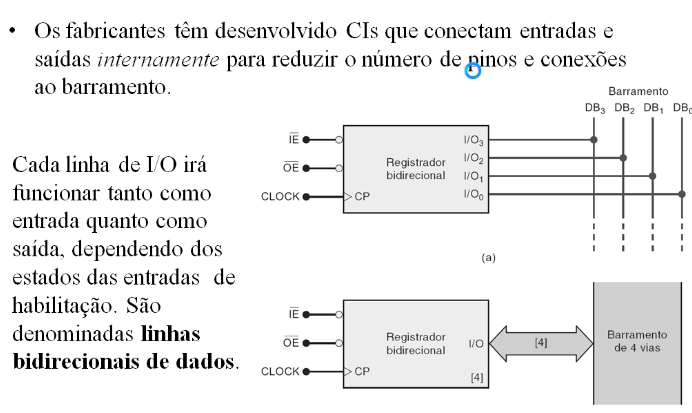 • Os fabricantes têm desenvolvido CIs que conectam entradas e
saídas internamente para reduzir o número de pinos e conexões
ao barramento.
Cada linha de I/O irá
funcionar tanto como
entrada quanto como
saída, dependendo dos
estados das entradas de
habilitação. São
denominadas linhas
bidirecionais de dados.
Barramento
DB3 DB2 DB1 DB0
IE
OE
CLOCK
CP
Registrador
bidirecional
I/O3
I/O2
I/O1
I/O0
(a)
IE
OE
CLOCK
CP
Registrador
bidirecional
I/O
[4]
[4]
Barramento
de 4 vias